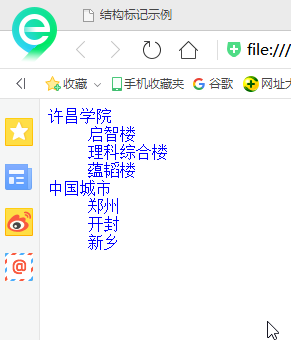 结构标记示例
file:///
收藏
手机收藏夹
谷歌
网址大
许昌学院
启智楼
理科综合楼
蕴韬楼
中国城市
郑州
开封
新乡